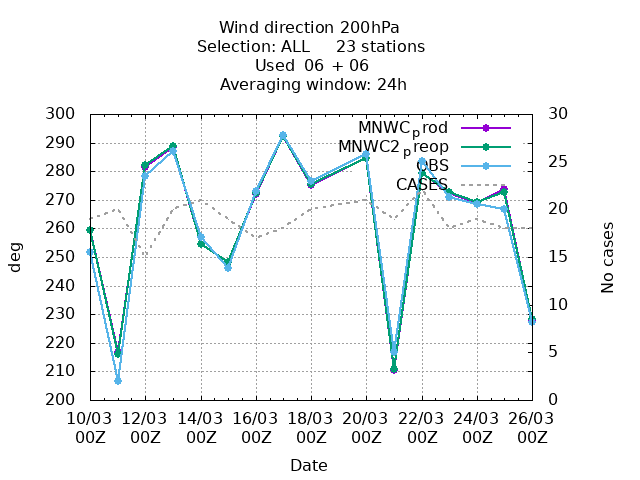 Wind direction 200hPa
Selection: ALL     23 stations
Used  06 + 06
Averaging window: 24h
300
290
280
270
260
250
240
230
220
210
200
30
25
20
15
10
5
0
MNWCprod
MNWC2preop
OBS
CASES
deg
No cases
10/03 12/03 14/03 16/03 18/03 20/03 22/03 24/03 26/03
00Z 00Z 00Z 00Z 00Z 00Z 00Z 00Z 00Z
Date